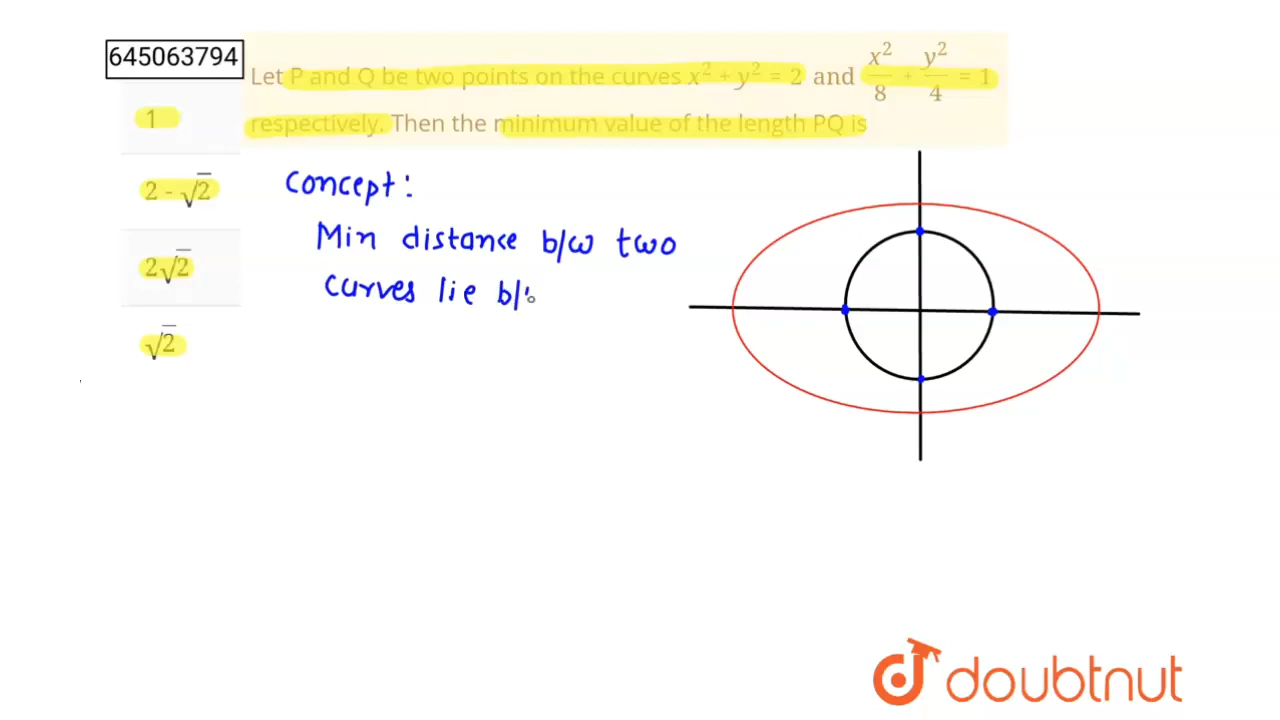 645063794
Let P and Q be two points on the curves x² + y² = 2 and x²/8 + y²/4 = 1
respectively. Then the minimum value of the length PQ is
1
2 - √2
2√2
√2
Concept:
Min distance b/w two
curves lie b/
doubtnut